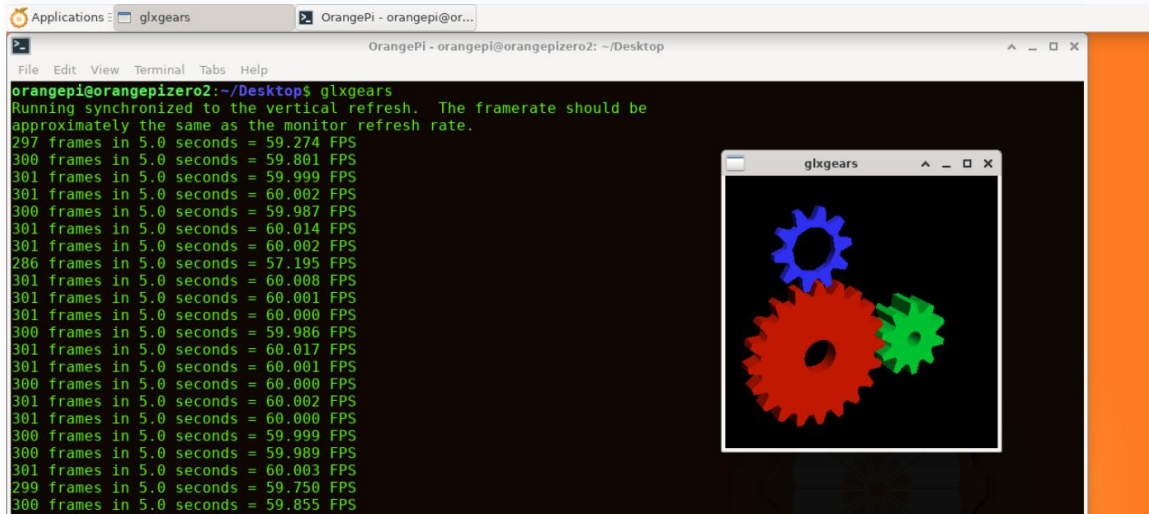 Applications
glxgears
OrangePi - orangepi@or...
OrangePi - orangepi@orangepizero2: ~/Desktop
File Edit View Terminal Tabs Help
orangepi@orangepizero2:~/Desktop$ glxgears
Running synchronized to the vertical refresh.  The framerate should be
approximately the same as the monitor refresh rate.
297 frames in 5.0 seconds = 59.274 FPS
300 frames in 5.0 seconds = 59.801 FPS
301 frames in 5.0 seconds = 59.999 FPS
301 frames in 5.0 seconds = 60.002 FPS
300 frames in 5.0 seconds = 59.987 FPS
301 frames in 5.0 seconds = 60.014 FPS
301 frames in 5.0 seconds = 60.002 FPS
286 frames in 5.0 seconds = 57.195 FPS
301 frames in 5.0 seconds = 60.008 FPS
301 frames in 5.0 seconds = 60.001 FPS
301 frames in 5.0 seconds = 60.000 FPS
300 frames in 5.0 seconds = 59.986 FPS
301 frames in 5.0 seconds = 60.017 FPS
301 frames in 5.0 seconds = 60.001 FPS
300 frames in 5.0 seconds = 60.000 FPS
301 frames in 5.0 seconds = 60.002 FPS
301 frames in 5.0 seconds = 60.000 FPS
300 frames in 5.0 seconds = 59.999 FPS
300 frames in 5.0 seconds = 59.989 FPS
301 frames in 5.0 seconds = 60.003 FPS
299 frames in 5.0 seconds = 59.750 FPS
300 frames in 5.0 seconds = 59.855 FPS
glxgears